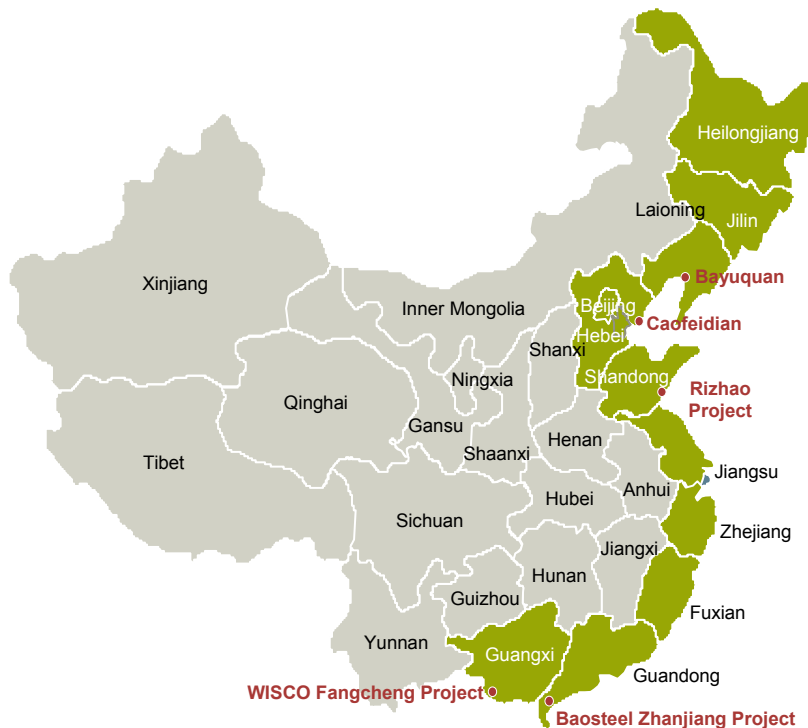 Heilongjiang
Laioning
Jilin
Bayuquan
Xinjiang
Inner Mongolia
Beijing
Caofeidian
Hebei
Shanxi
Ningxia
Shandong
Rizhao
Project
Qinghai
Gansu
Shaanxi
Henan
Tibet
Jiangsu
Anhui
Hubei
Sichuan
Zhejiang
Jiangxi
Hunan
Guizhou
Fuxian
Yunnan
Guangxi
Guandong
WISCO Fangcheng Project
Baosteel Zhanjiang Project